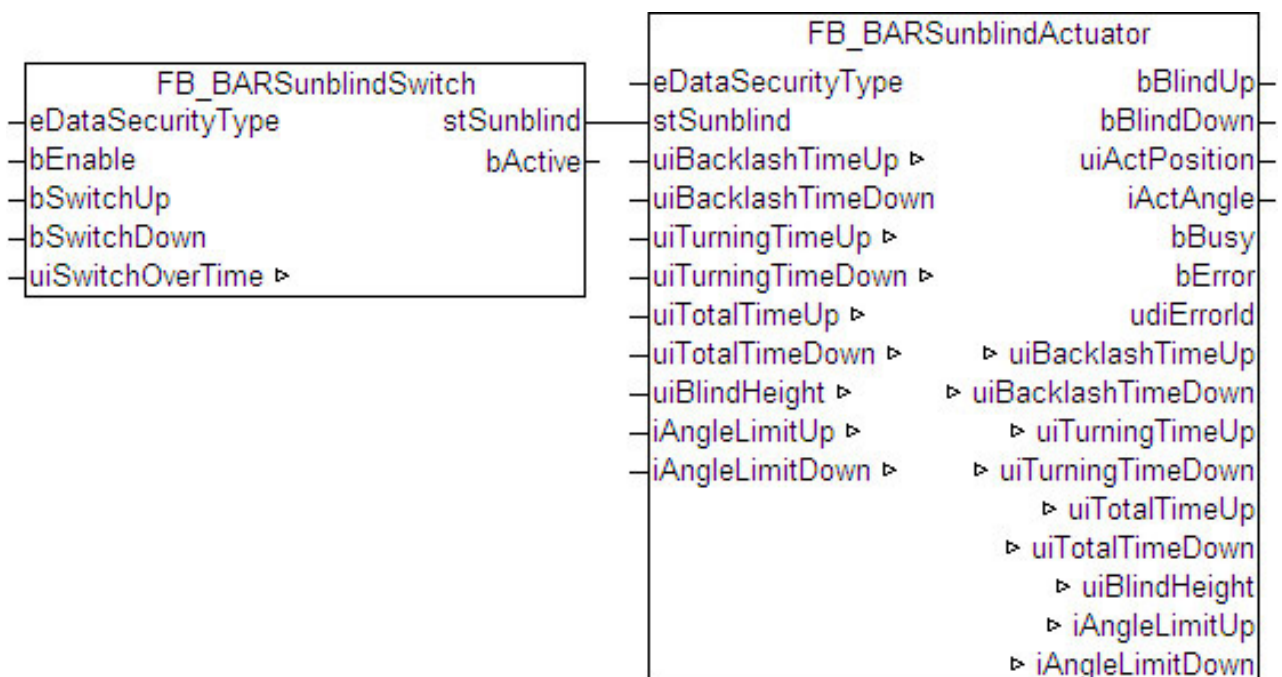 FB_BARSunblindSwitch
eDataSecurityType stSunblind
bEnable bActive
bSwitchUp
bSwitchDown
uiSwitchOverTime ▹
FB_BARSunblindActuator
eDataSecurityType bBlindUp
stSunblind bBlindDown
uiBacklashTimeUp ▹ uiActPosition
uiBacklashTimeDown iActAngle
uiTurningTimeUp ▹ bBusy
uiTurningTimeDown ▹ bError
uiTotalTimeUp ▹ udiErrorId
uiTotalTimeDown ▹ ▹ uiBacklashTimeUp
uiBlindHeight ▹ ▹ uiBacklashTimeDown
iAngleLimitUp ▹ ▹ uiTurningTimeUp
iAngleLimitDown ▹ ▹ uiTurningTimeDown
▹ uiTotalTimeUp
▹ uiTotalTimeDown
▹ uiBlindHeight
▹ iAngleLimitUp
▹ iAngleLimitDown